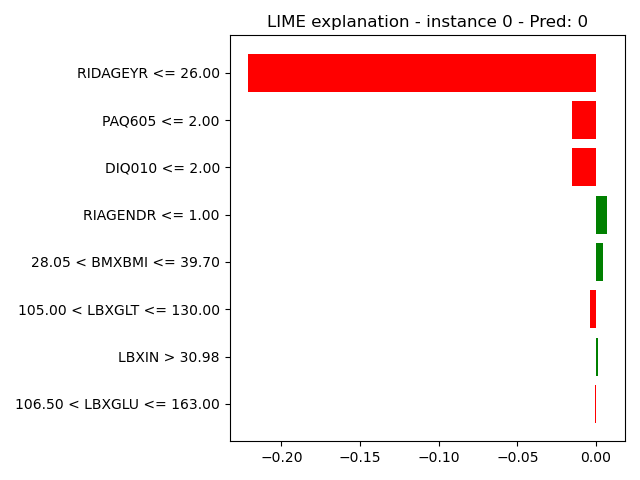 LIME explanation - instance 0 - Pred: 0
RIDAGEYR <= 26.00
PAQ605 <= 2.00
DIQ010 <= 2.00
RIAGENDR <= 1.00
28.05 < BMXBMI <= 39.70
105.00 < LBXGLT <= 130.00
LBXIN > 30.98
106.50 < LBXGLU <= 163.00
−0.20 −0.15 −0.10 −0.05 0.00